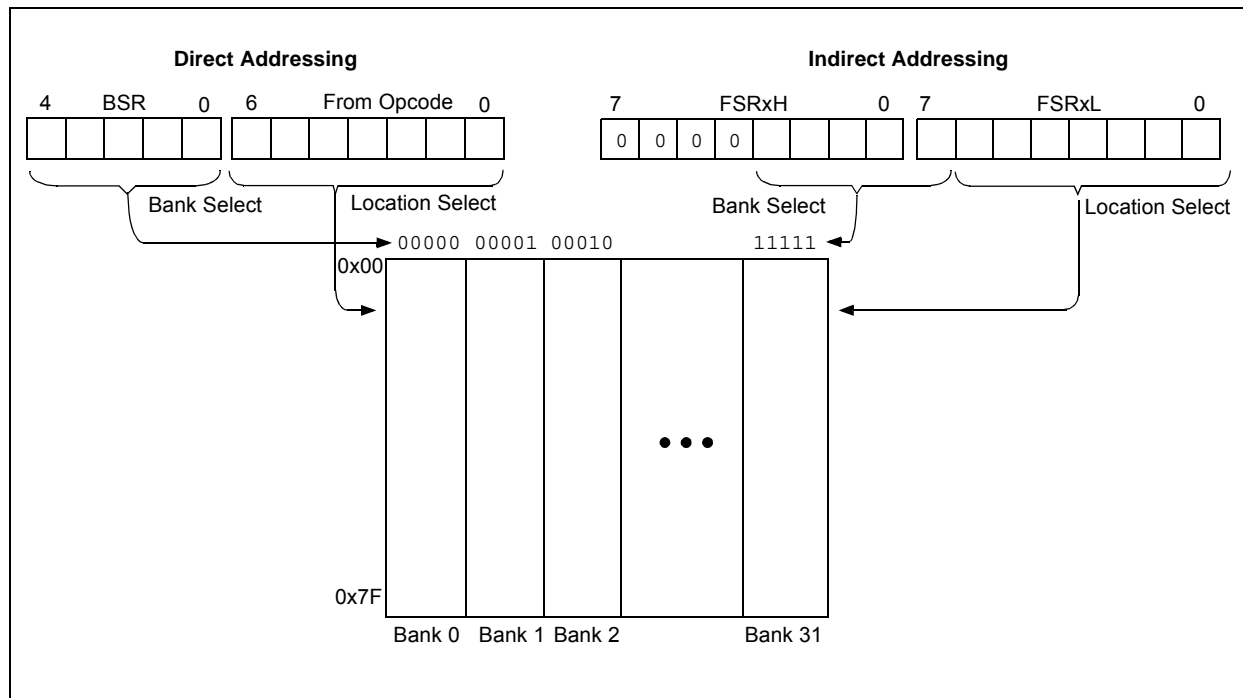 Direct Addressing
Indirect Addressing
4 BSR 0 6 From Opcode 0
7 FSRxH 0 7 FSRxL 0
0 0 0 0
Bank Select
Location Select
Bank Select
Location Select
00000 00001 00010 11111
0x00
0x7F
Bank 0 Bank 1 Bank 2 Bank 31